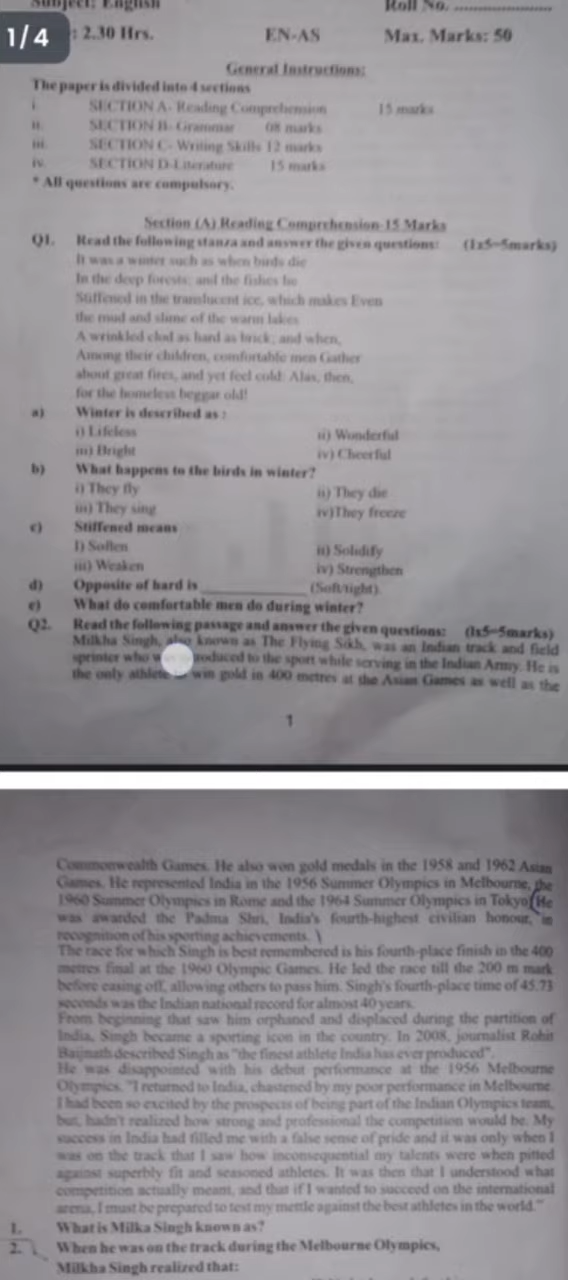 Subject: English
Roll No. ....................
1/4
: 2.30 Hrs.
EN-AS
Max. Marks: 50
General Instructions:
The paper is divided into 4 sections
i. SECTION A- Reading Comprehension 15 marks
ii. SECTION B- Grammar 08 marks
iii. SECTION C- Writing Skills 12 marks
iv. SECTION D-Literature 15 marks
* All questions are compulsory.
Section (A) Reading Comprehension-15 Marks
Q1. Read the following stanza and answer the given questions: (1x5=5marks)
It was a winter such as when birds die
In the deep forests; and the fishes lie
Stiffened in the translucent ice, which makes Even
the mud and slime of the warm lakes
A wrinkled clod as hard as brick; and when,
Among their children, comfortable men Gather
about great fires, and yet feel cold: Alas, then,
for the homeless beggar old!
a) Winter is described as :
i) Lifeless ii) Wonderful
iii) Bright iv) Cheerful
b) What happens to the birds in winter?
i) They fly ii) They die
iii) They sing iv)They freeze
c) Stiffened means
I) Soften ii) Solidify
iii) Weaken iv) Strengthen
d) Opposite of hard is ____________ (Soft/tight)
e) What do comfortable men do during winter?
Q2. Read the following passage and answer the given questions: (1x5=5marks)
Milkha Singh, also known as The Flying Sikh, was an Indian track and field
sprinter who to the sport while serving in the Indian Army. He is
the only athlete win gold in 400 metres at the Asian Games as well as the
1
Commonwealth Games. He also won gold medals in the 1958 and 1962 Asian
Games. He represented India in the 1956 Summer Olympics in Melbourne, the
1960 Summer Olympics in Rome and the 1964 Summer Olympics in Tokyo. He
was awarded the Padma Shri, India's fourth-highest civilian honour, in
recognition of his sporting achievements.
The race for which Singh is best remembered is his fourth-place finish in the 400
metres final at the 1960 Olympic Games. He led the race till the 200 m mark
before easing off, allowing others to pass him. Singh's fourth-place time of 45.73
seconds was the Indian national record for almost 40 years.
From beginning that saw him orphaned and displaced during the partition of
India, Singh became a sporting icon in the country. In 2008, journalist Rohit
Baijnath described Singh as "the finest athlete India has ever produced".
He was disappointed with his debut performance at the 1956 Melbourne
Olympics. "I returned to India, chastened by my poor performance in Melbourne.
I had been so excited by the prospects of being part of the Indian Olympics team,
but, hadn't realized how strong and professional the competition would be. My
success in India had filled me with a false sense of pride and it was only when I
was on the track that I saw how inconsequential my talents were when pitted
against superbly fit and seasoned athletes. It was then that I understood what
competition actually meant, and that if I wanted to succeed on the international
arena, I must be prepared to test my mettle against the best athletes in the world."
1. What is Milka Singh known as?
2. When he was on the track during the Melbourne Olympics,
Milkha Singh realized that: